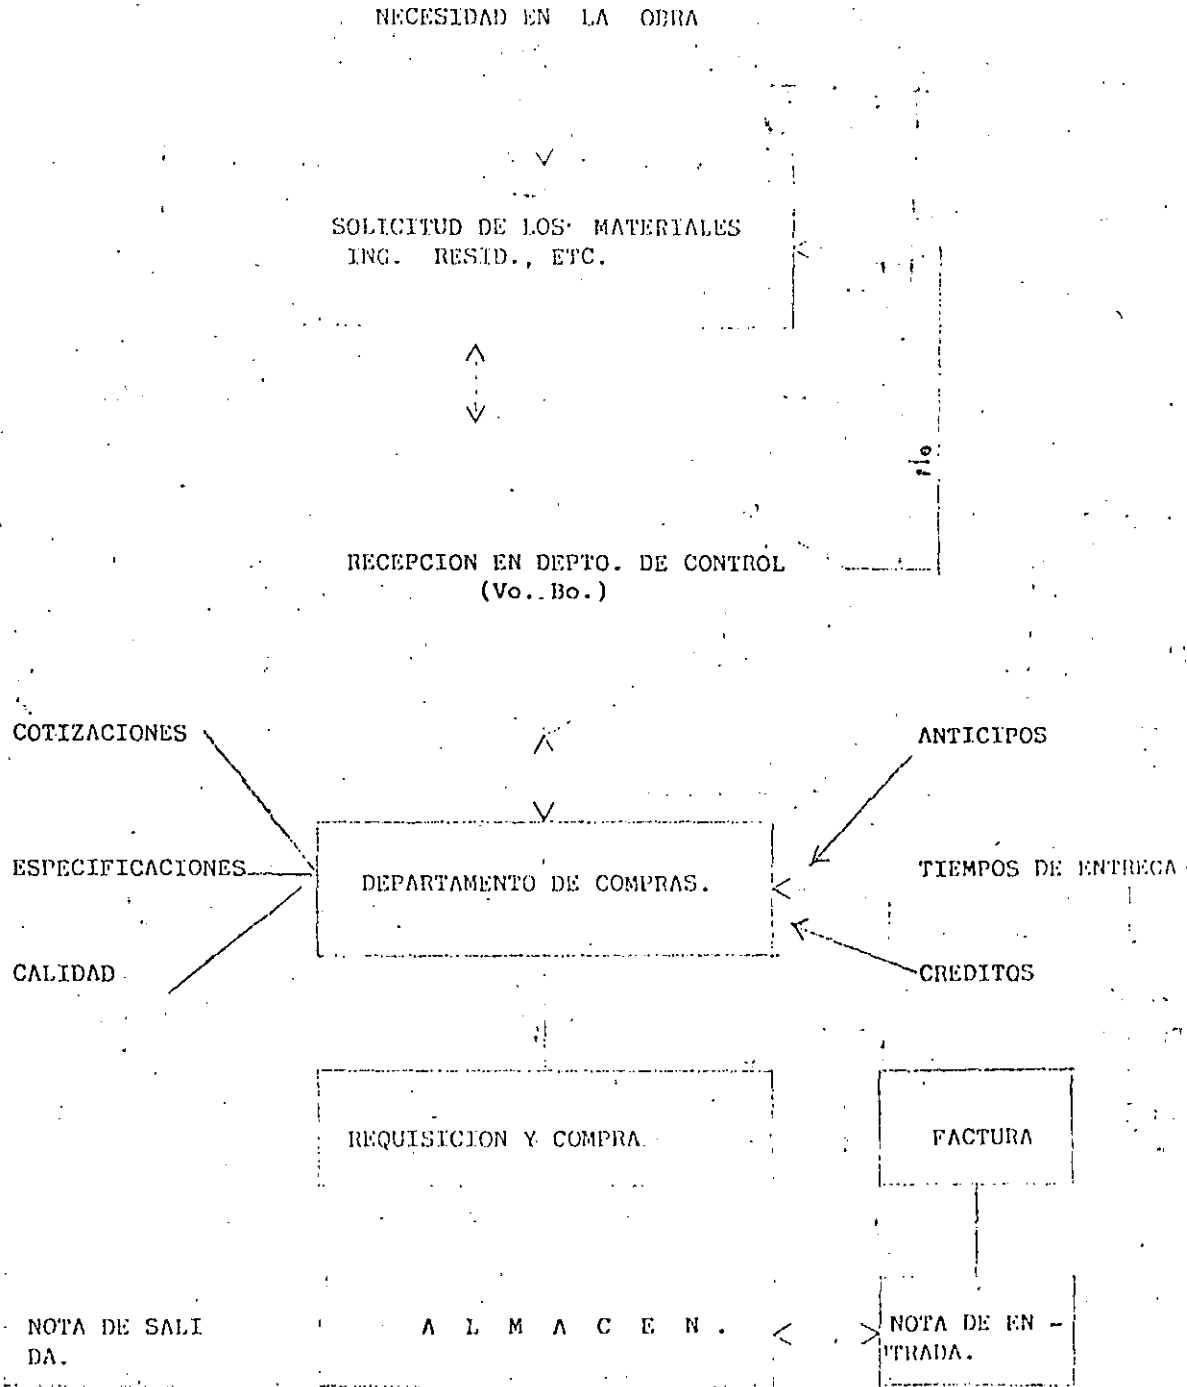 NECESIDAD EN LA OBRA
SOLICITUD DE LOS MATERIALES
ING. RESID., ETC.
RECEPCION EN DEPTO. DE CONTROL
(Vo. Bo.)
COTIZACIONES
ANTICIPOS
ESPECIFICACIONES
DEPARTAMENTO DE COMPRAS.
TIEMPOS DE ENTREGA
CALIDAD
CREDITOS
REQUISICION Y COMPRA
FACTURA
NOTA DE SALI
DA.
A L M A C E N .
NOTA DE EN -
TRADA.